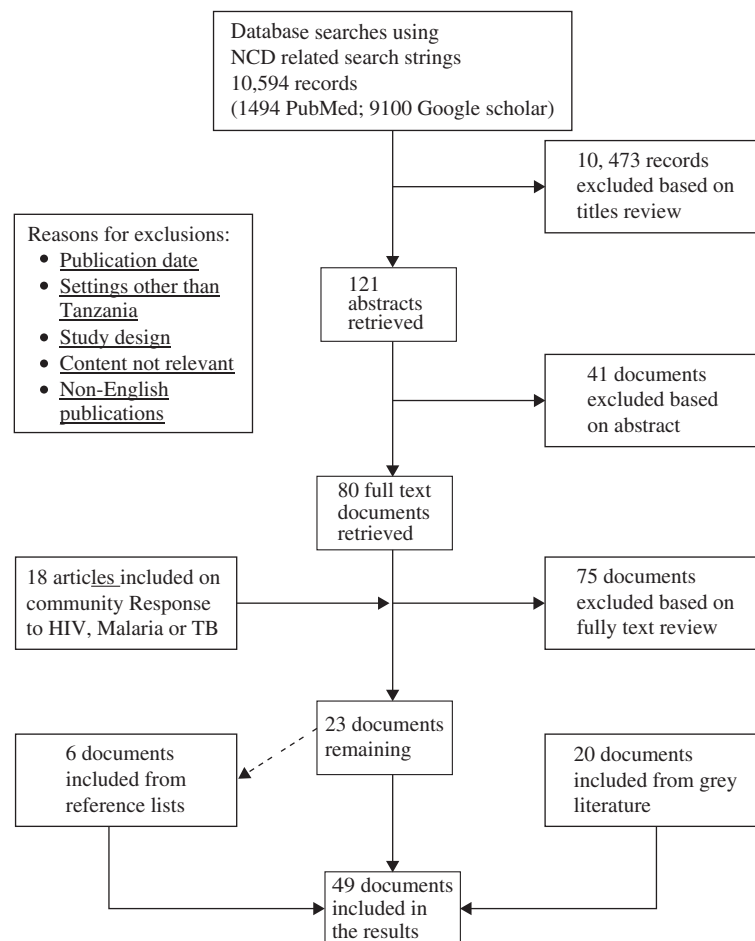 Database searches using
NCD related search strings
10,594 records
(1494 PubMed; 9100 Google scholar)
10, 473 records
excluded based on
titles review
Reasons for exclusions:
• Publication date
• Settings other than
Tanzania
• Study design
• Content not relevant
• Non-English
publications
121
abstracts
retrieved
41 documents
excluded based
on abstract
80 full text
documents
retrieved
18 articles included on
community Response
to HIV, Malaria or TB
75 documents
excluded based on
fully text review
23 documents
remaining
6 documents
included from
reference lists
20 documents
included from grey
literature
49 documents
included in
the results